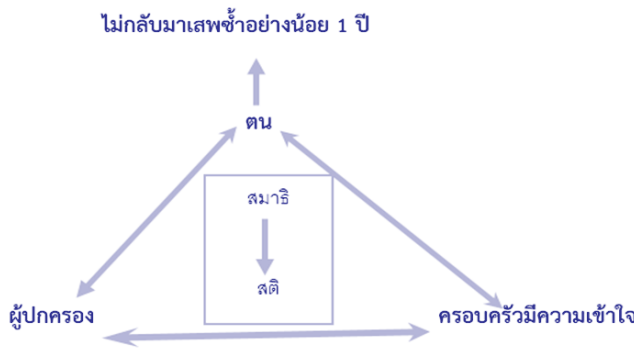 ไม่กลับมาเสพซ้ำอย่างน้อย 1 ปี
ตน
สมาธิ
สติ
ผู้ปกครอง
ครอบครัวมีความเข้าใจ